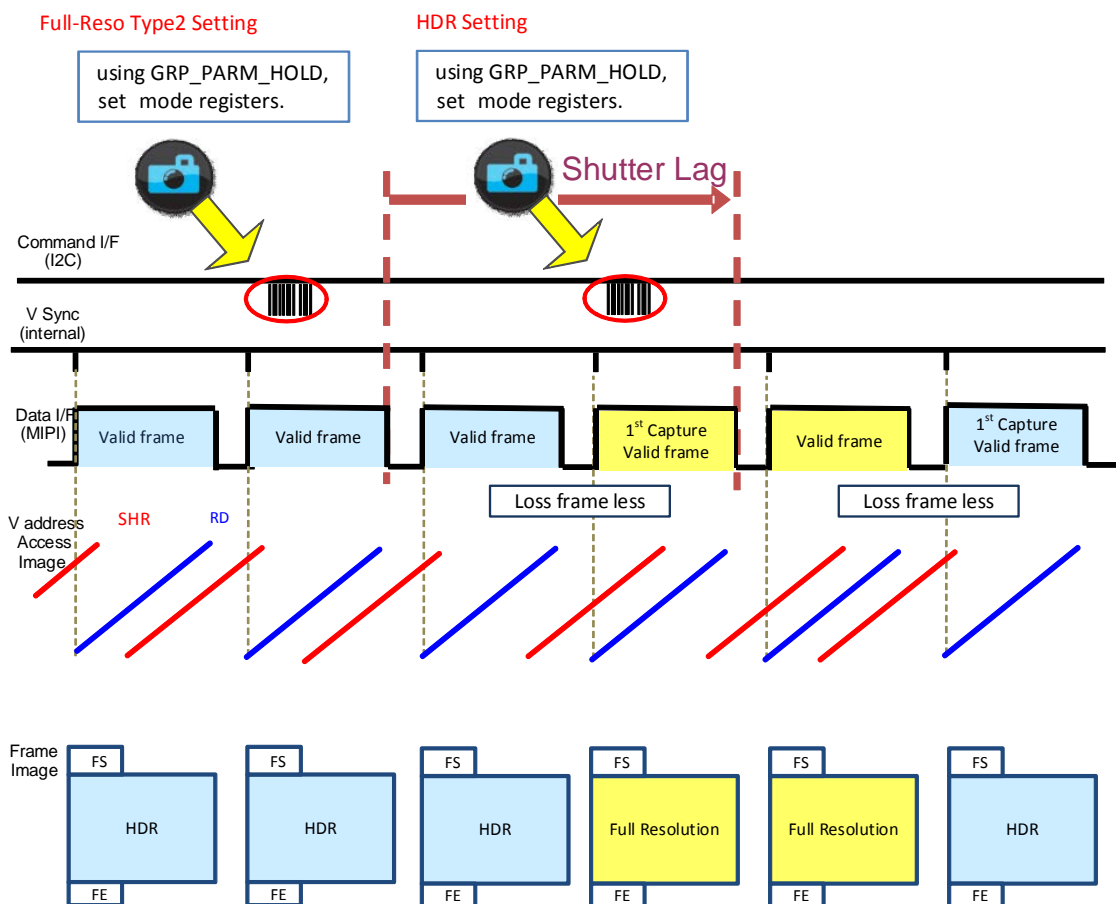 Full-Reso Type2 Setting
HDR Setting
using GRP_PARM_HOLD,
set mode registers.
using GRP_PARM_HOLD,
set mode registers.
Shutter Lag
Command I/F
(I2C)
V Sync
(internal)
Data I/F
(MIPI)
Valid frame
Valid frame
Valid frame
1st Capture
Valid frame
Valid frame
1st Capture
Valid frame
Loss frame less
Loss frame less
V address
Access
Image
SHR
RD
Frame
Image
FS
FS
FS
FS
FS
FS
HDR
HDR
HDR
Full Resolution
Full Resolution
HDR
FE
FE
FE
FE
FE
FE